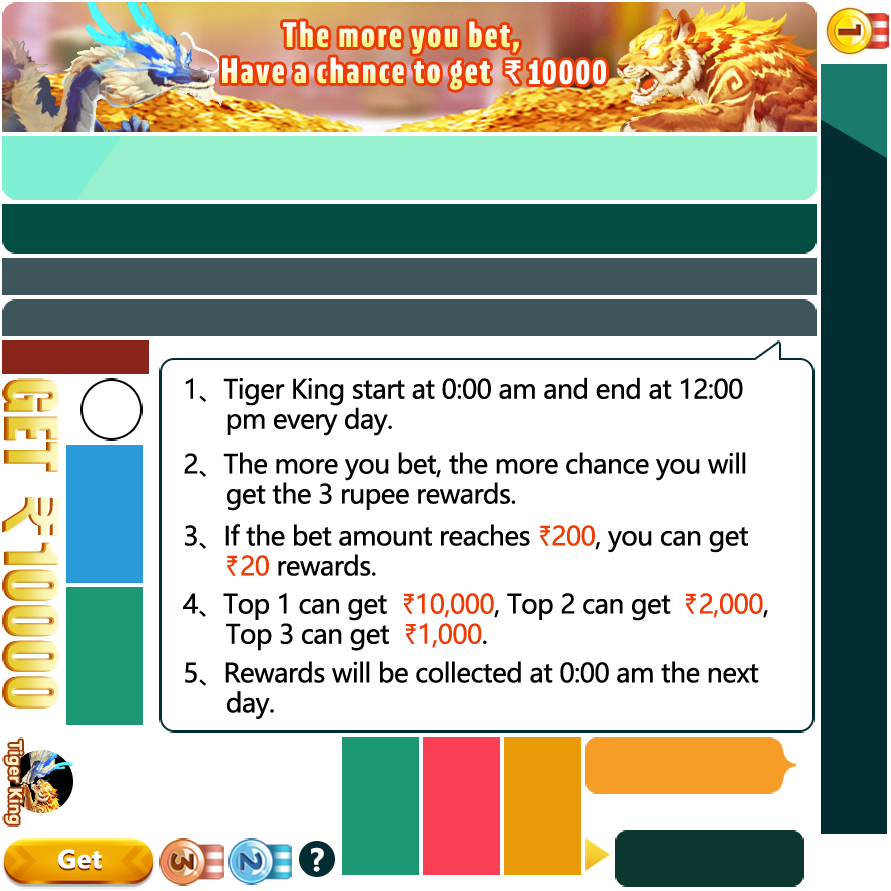 The more you bet,
Have a chance to get ₹10000
1
1、Tiger King start at 0:00 am and end at 12:00
pm every day.
2、The more you bet, the more chance you will
get the 3 rupee rewards.
3、If the bet amount reaches ₹200, you can get
₹20 rewards.
4、Top 1 can get ₹10,000, Top 2 can get ₹2,000,
Top 3 can get ₹1,000.
5、Rewards will be collected at 0:00 am the next
day.
GET ₹10000
Tiger King
Get
3
2
?